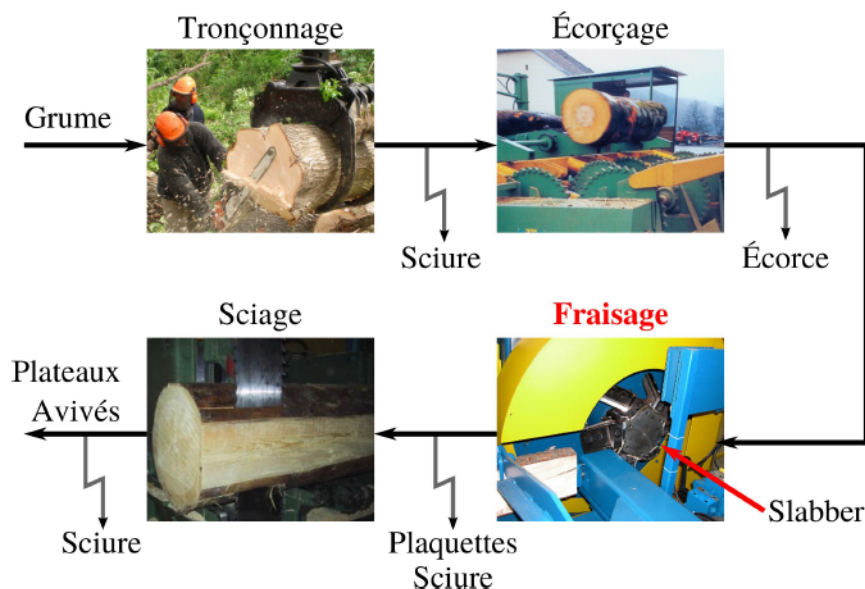 Tronçonnage
Écorçage
Grume
Sciure
Écorce
Sciage
Fraisage
Plateaux
Avivés
Slabber
Sciure
Plaquettes
Sciure